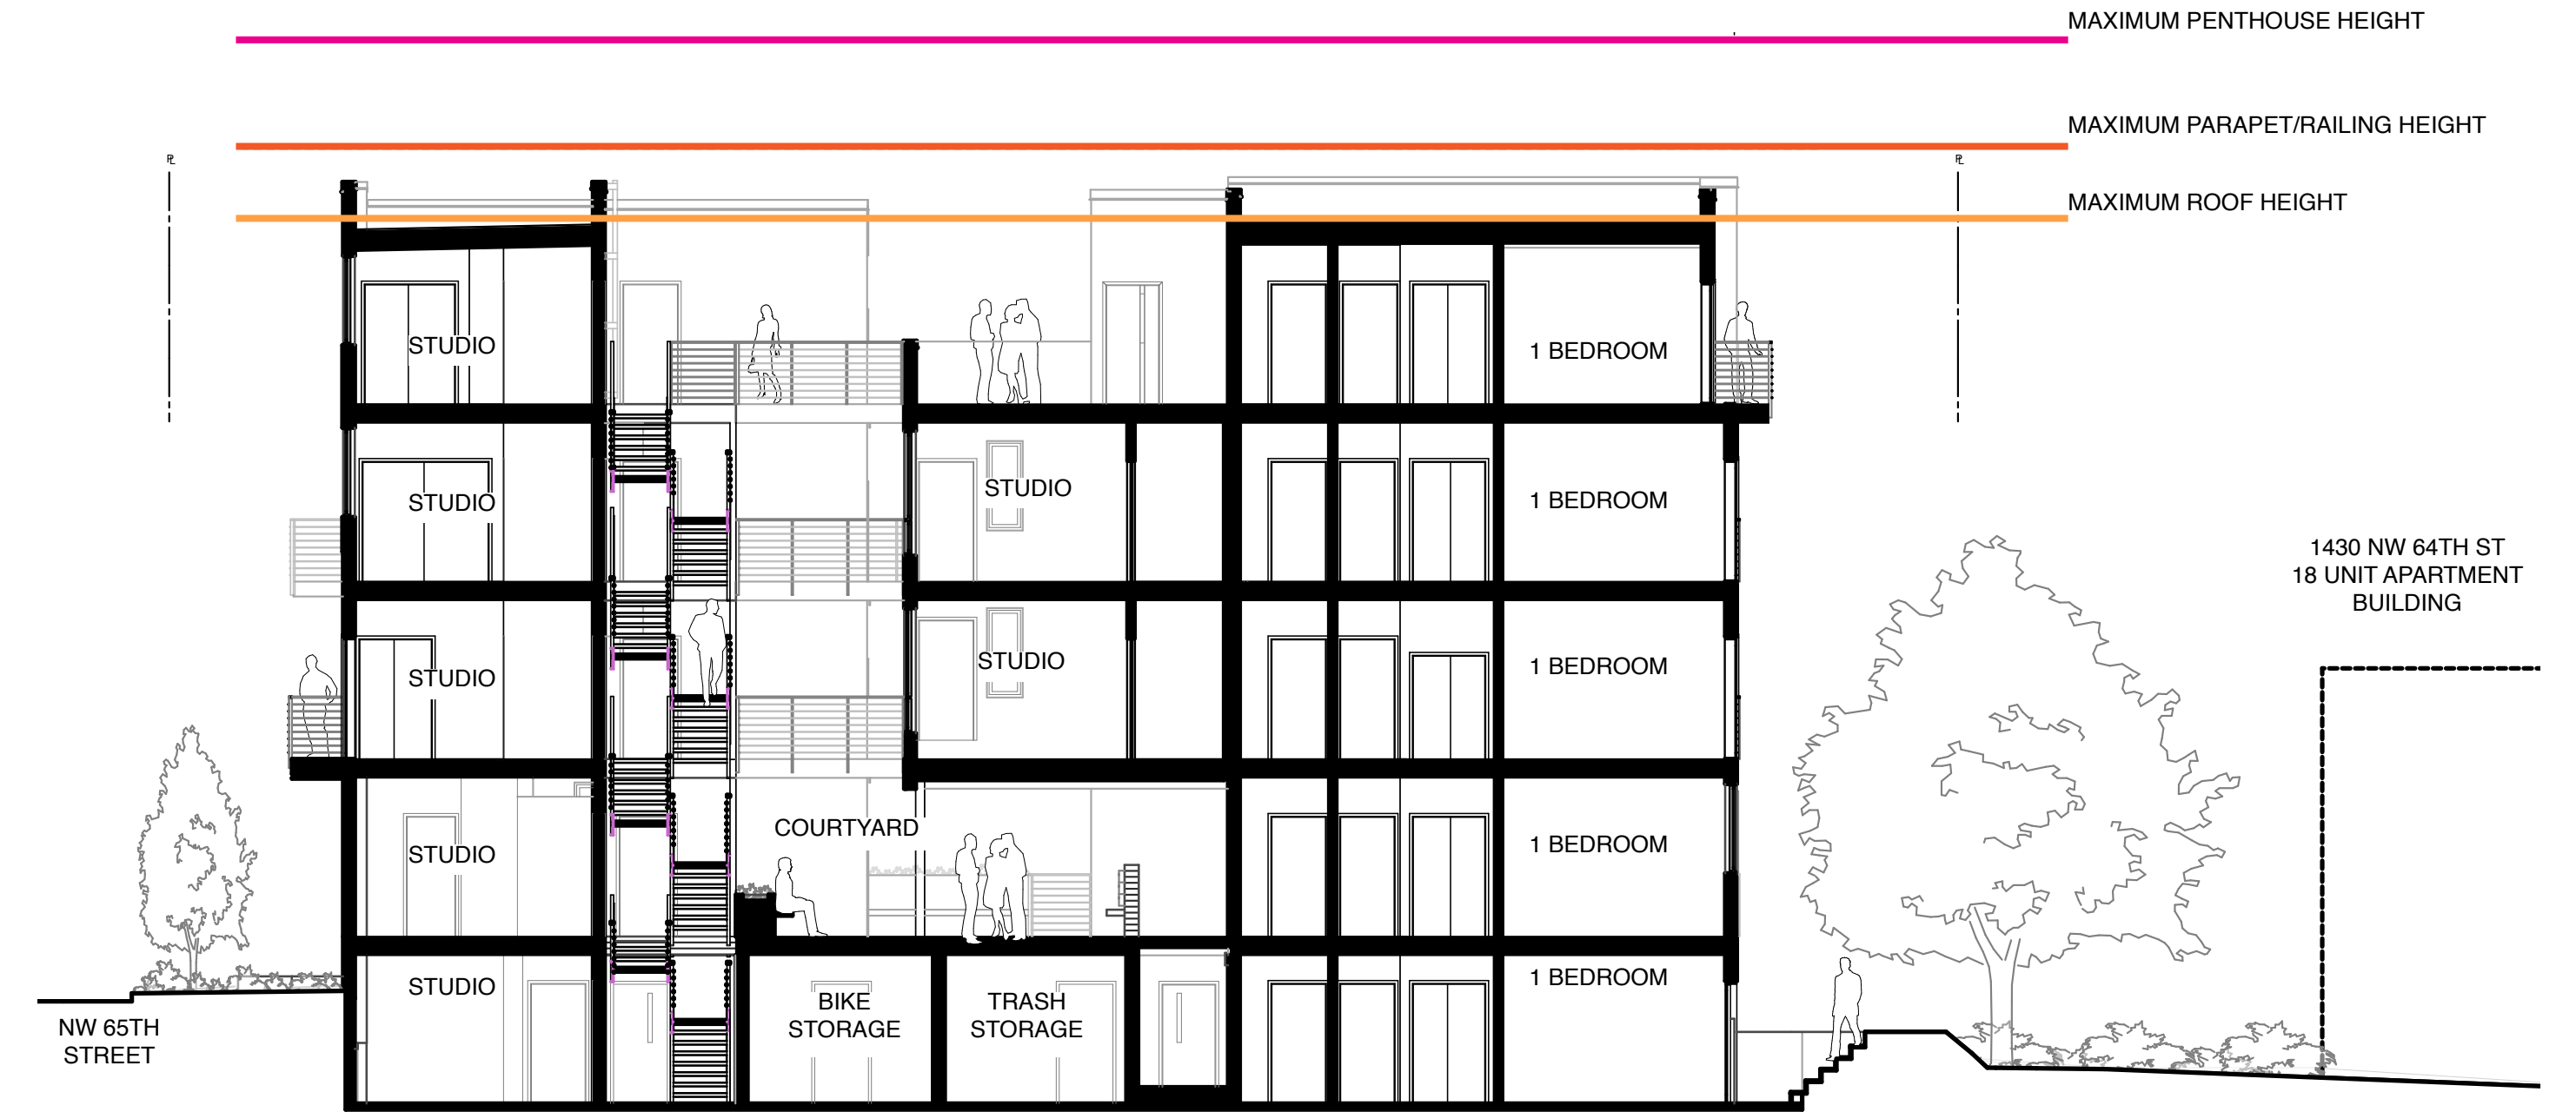 MAXIMUM PENTHOUSE HEIGHT
MAXIMUM PARAPET/RAILING HEIGHT
PL
PL
MAXIMUM ROOF HEIGHT
STUDIO
1 BEDROOM
STUDIO
STUDIO
1 BEDROOM
1430 NW 64TH ST
18 UNIT APARTMENT
BUILDING
STUDIO
STUDIO
1 BEDROOM
COURTYARD
STUDIO
1 BEDROOM
STUDIO
1 BEDROOM
BIKE
STORAGE
TRASH
STORAGE
NW 65TH
STREET